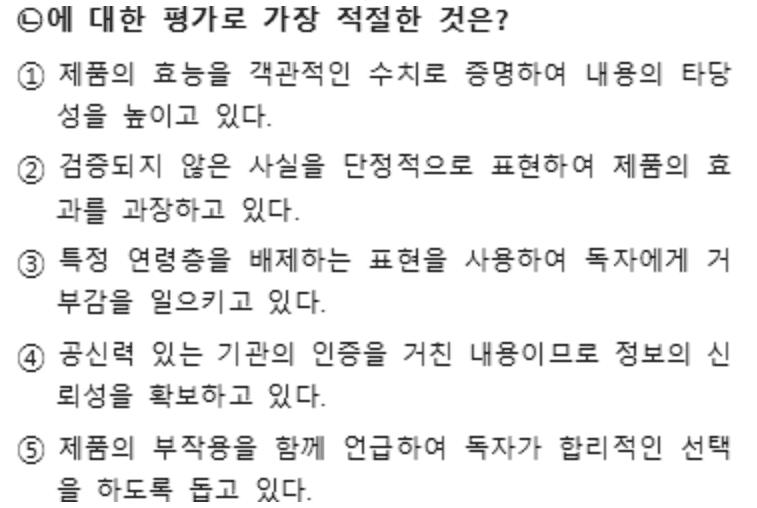 ㉡에 대한 평가로 가장 적절한 것은?
① 제품의 효능을 객관적인 수치로 증명하여 내용의 타당
성을 높이고 있다.
② 검증되지 않은 사실을 단정적으로 표현하여 제품의 효
과를 과장하고 있다.
③ 특정 연령층을 배제하는 표현을 사용하여 독자에게 거
부감을 일으키고 있다.
④ 공신력 있는 기관의 인증을 거친 내용이므로 정보의 신
뢰성을 확보하고 있다.
⑤ 제품의 부작용을 함께 언급하여 독자가 합리적인 선택
을 하도록 돕고 있다.